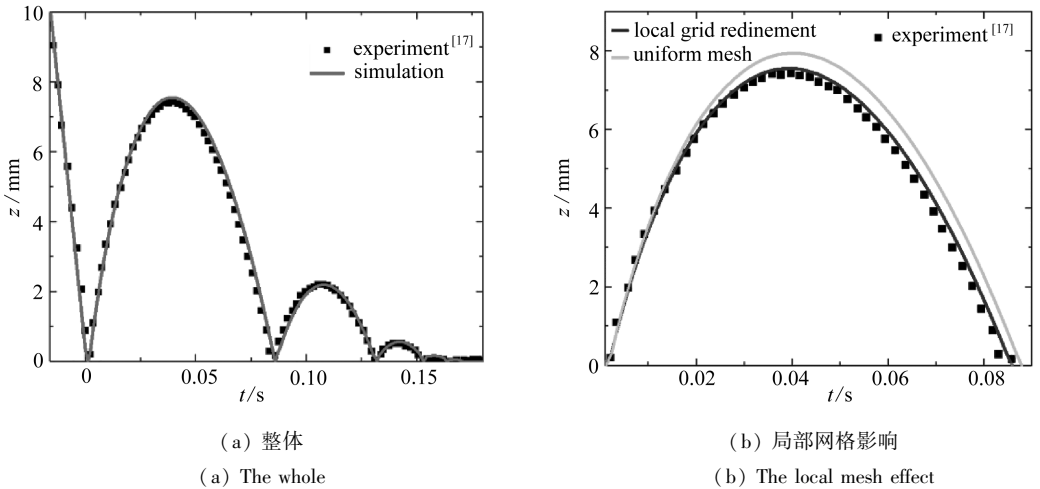 experiment[17]
simulation
10
8
6
4
2
0
z/mm
0
0.05
0.10
0.15
t/s
local grid redinement
uniform mesh
experiment[17]
8
6
4
2
0
z/mm
0.02
0.04
0.06
0.08
t/s
(a) 整体
(a) The whole
(b) 局部网格影响
(b) The local mesh effect